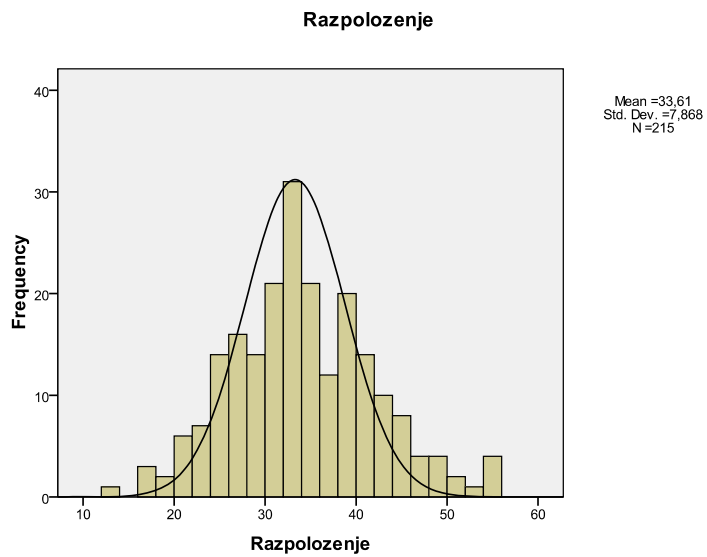 Razpolozenje
Mean =33,61
Std. Dev. =7,868
N =215
Frequency
40
30
20
10
0
10 20 30 40 50 60
Razpolozenje